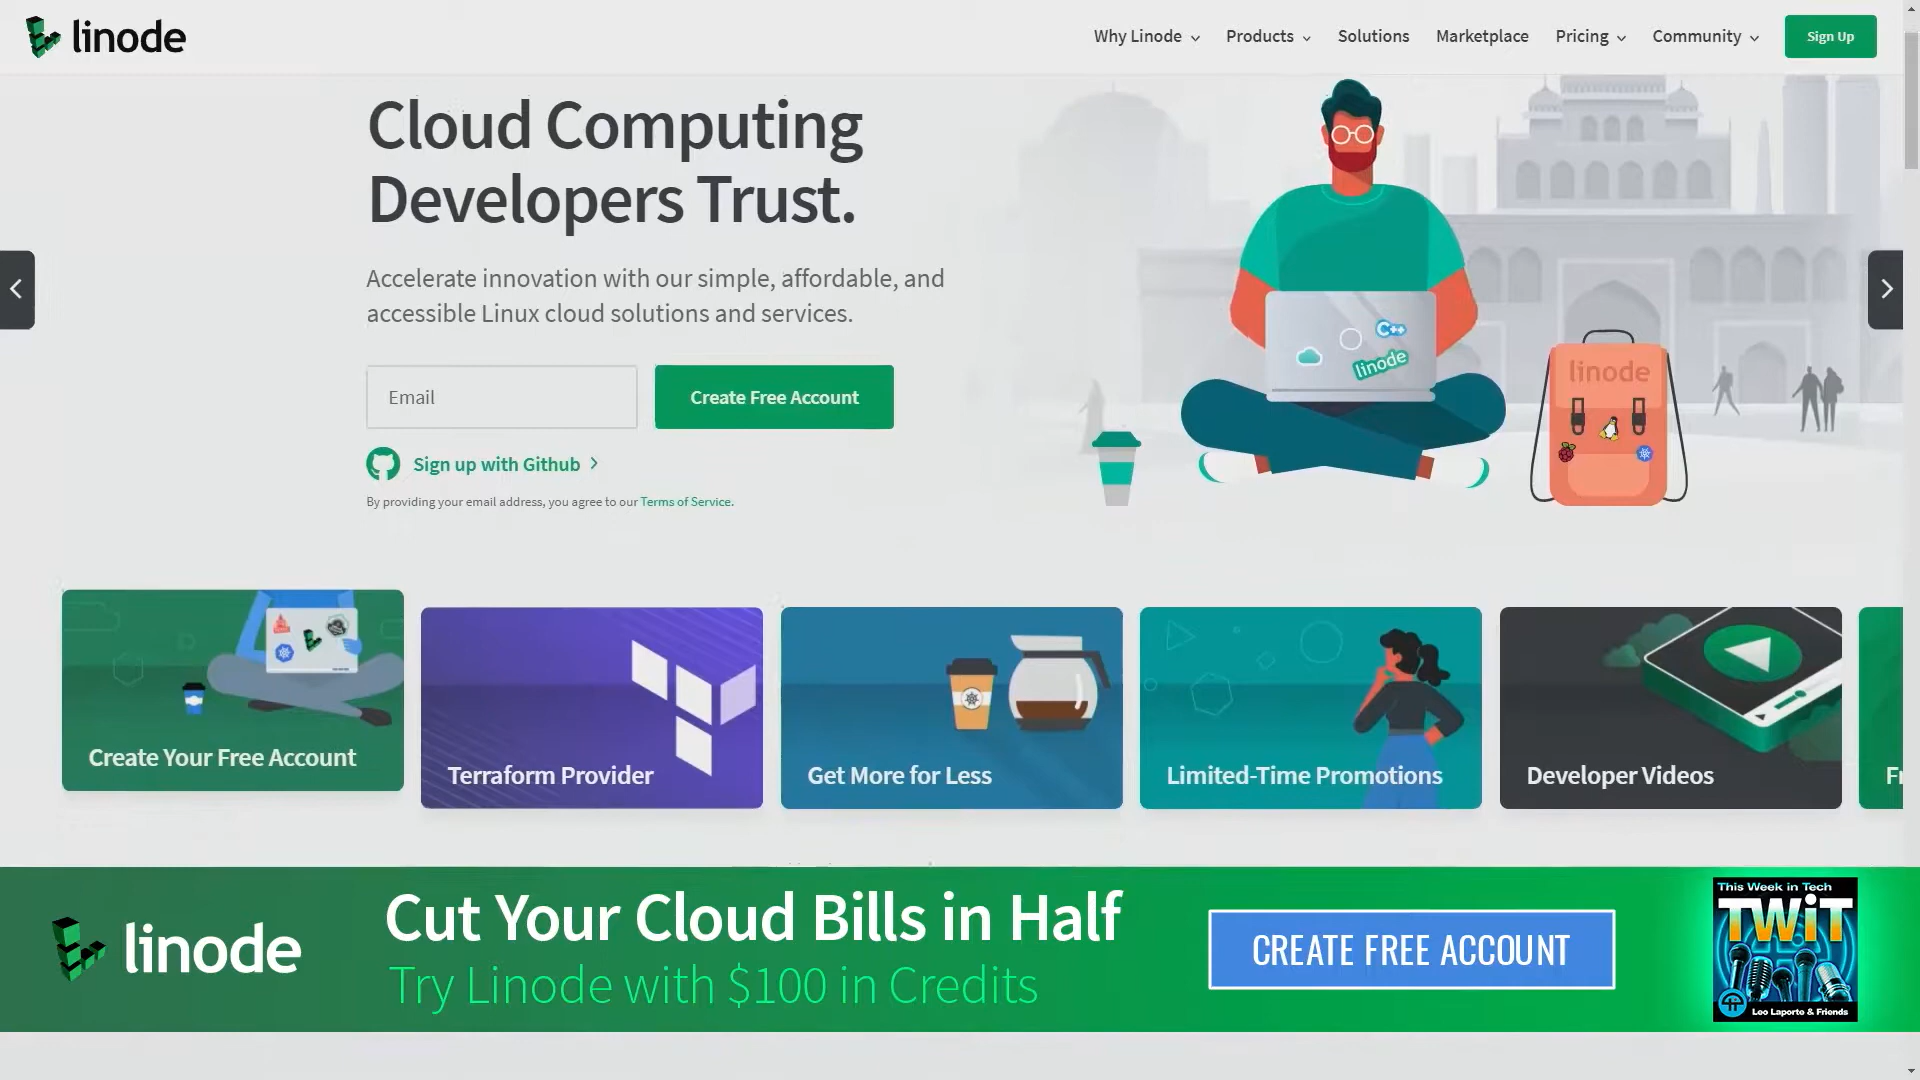 linode
Why Linode
Products
Solutions
Marketplace
Pricing
Community
Sign Up
Cloud Computing
Developers Trust.
Accelerate innovation with our simple, affordable, and
accessible Linux cloud solutions and services.
Email
Create Free Account
Sign up with Github
By providing your email address, you agree to our Terms of Service.
C++
linode
linode
Create Your Free Account
Terraform Provider
Get More for Less
Limited-Time Promotions
Developer Videos
linode
Cut Your Cloud Bills in Half
Try Linode with $100 in Credits
CREATE FREE ACCOUNT
This Week in Tech
TWiT
Leo Laporte & Friends